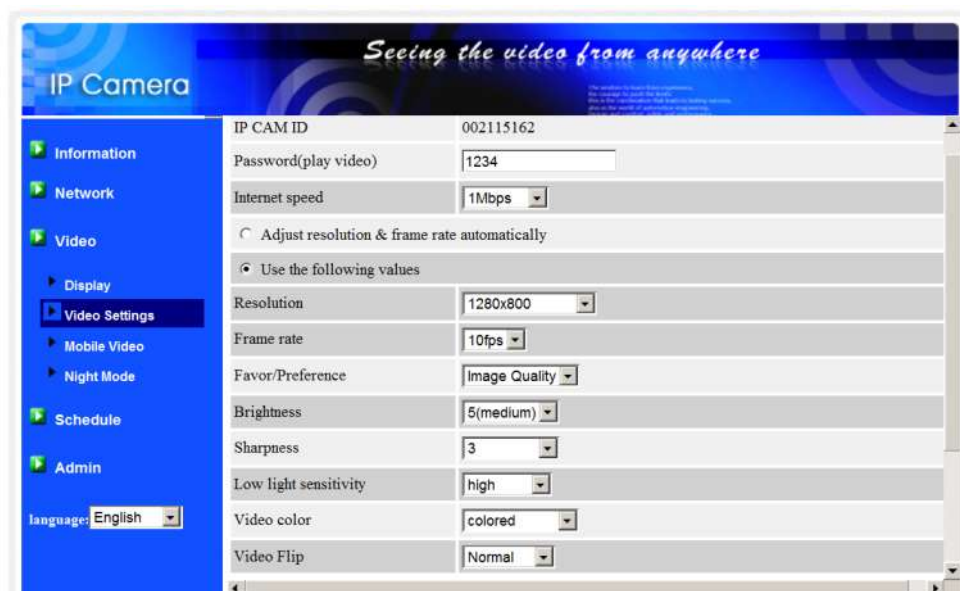 Seeing the video from anywhere
IP Camera
Information
Network
Video
Display
Video Settings
Mobile Video
Night Mode
Schedule
Admin
language: English
IP CAM ID 002115162
Password(play video) 1234
Internet speed 1Mbps
Adjust resolution & frame rate automatically
Use the following values
Resolution 1280x800
Frame rate 10fps
Favor/Preference Image Quality
Brightness 5(medium)
Sharpness 3
Low light sensitivity high
Video color colored
Video Flip Normal